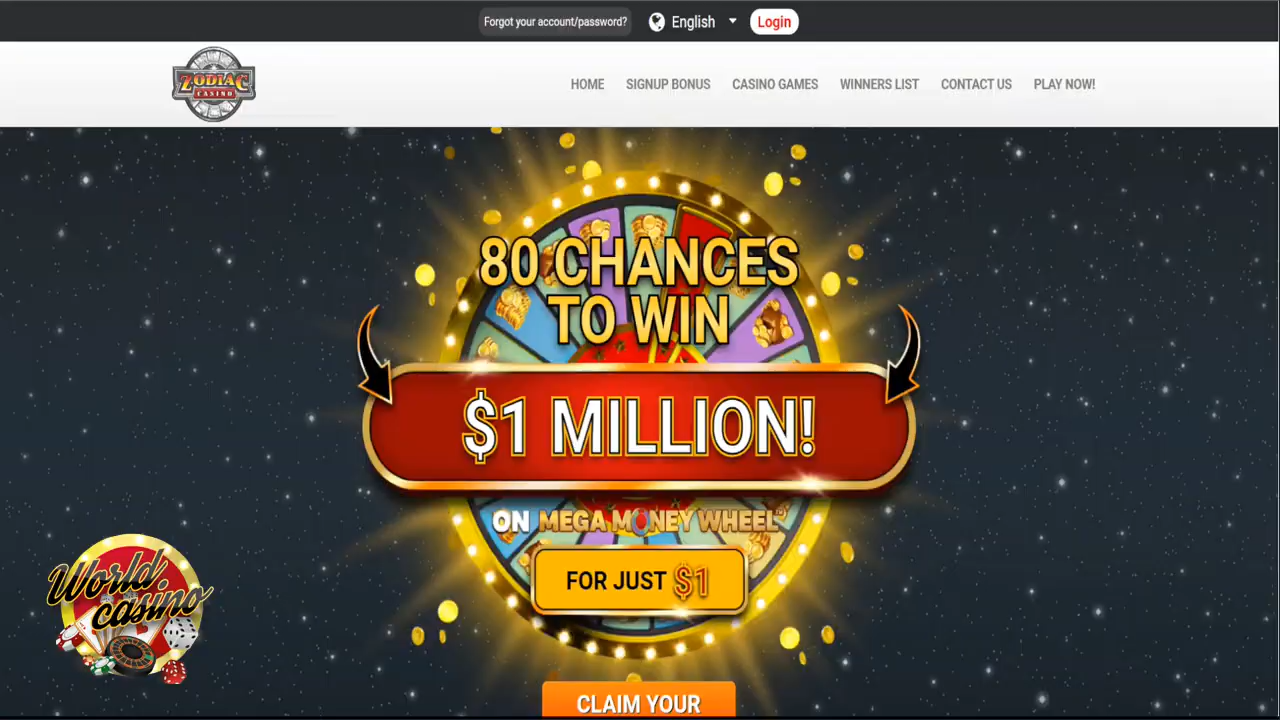 Forgot your account/password?
English
Login
ZODIAC
CASINO
HOME
SIGNUP BONUS
CASINO GAMES
WINNERS LIST
CONTACT US
PLAY NOW!
80 CHANCES
TO WIN
$1 MILLION!
ON MEGA MONEY WHEEL
FOR JUST $1
World.
casino
CLAIM YOUR